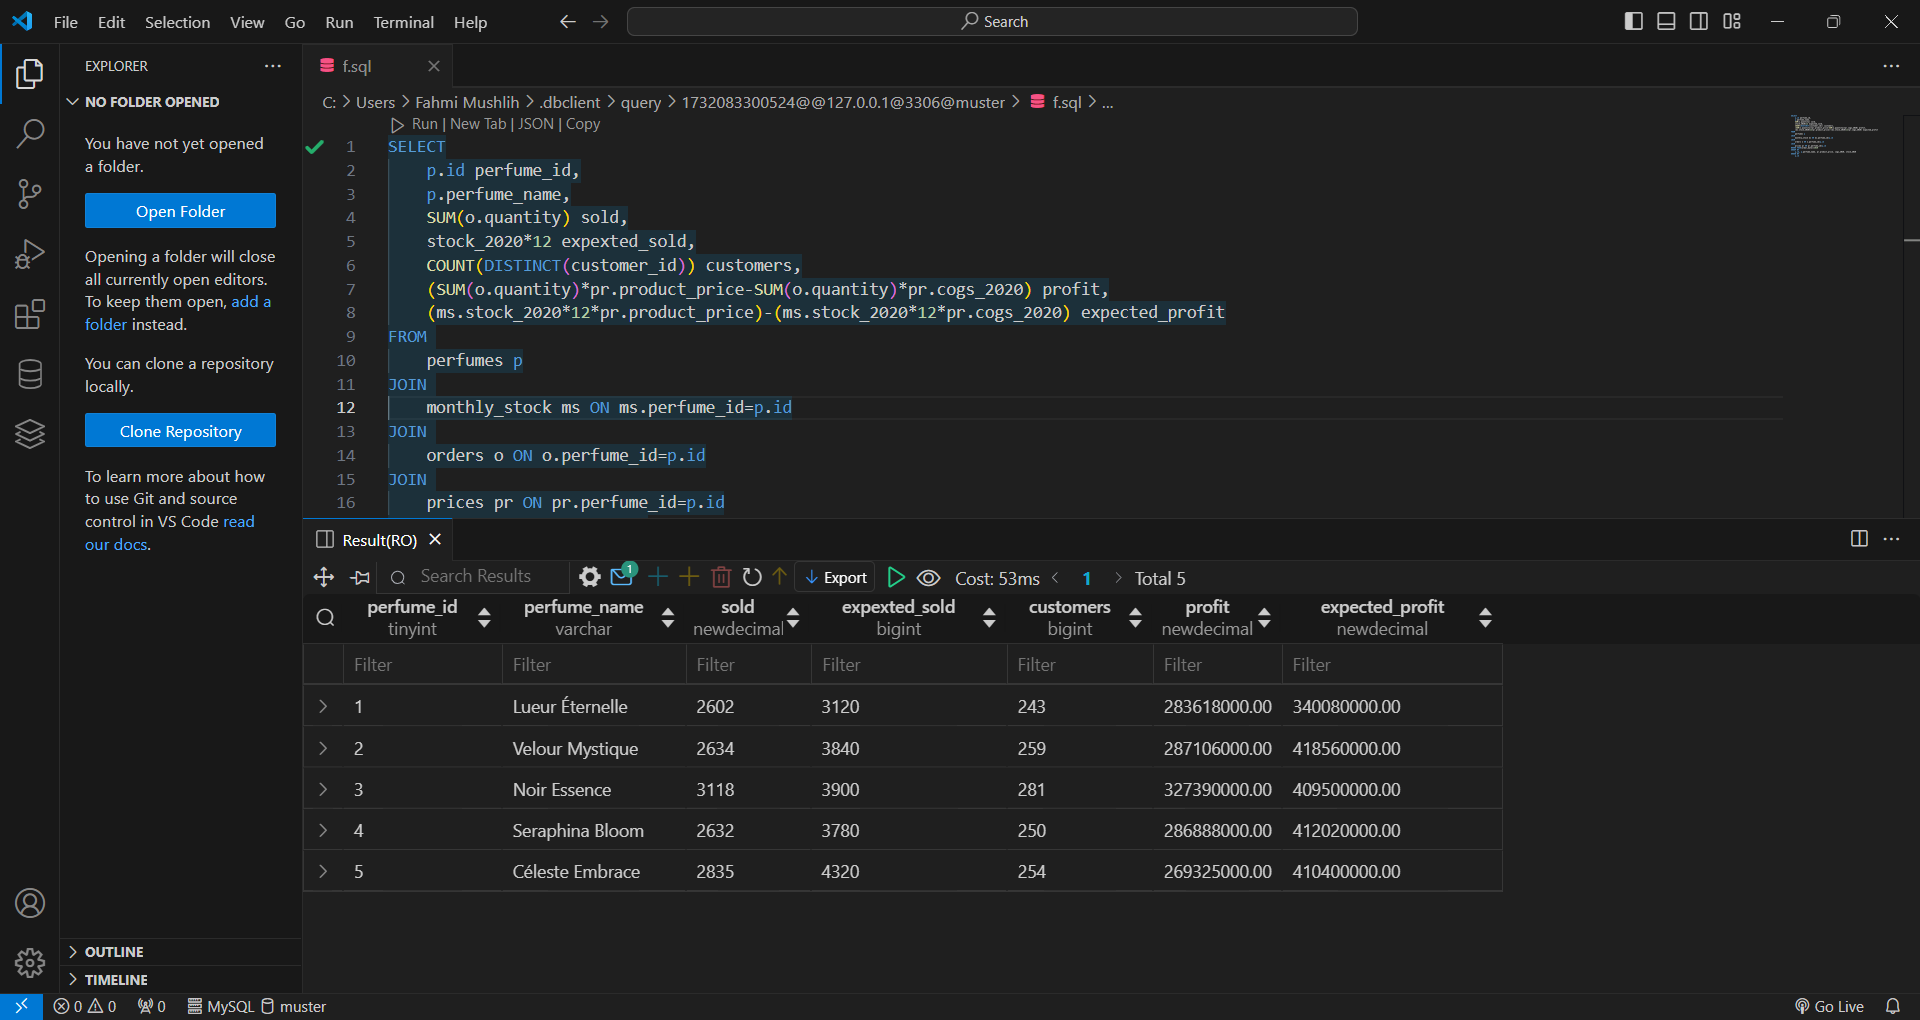 File Edit Selection View Go Run Terminal Help
Search
EXPLORER
NO FOLDER OPENED
You have not yet opened
a folder.
Open Folder
Opening a folder will close
all currently open editors.
To keep them open, add a
folder instead.
You can clone a repository
locally.
Clone Repository
To learn more about how
to use Git and source
control in VS Code read
our docs.
OUTLINE
TIMELINE
f.sql
C: > Users > Fahmi Mushlih > .dbclient > query > 1732083300524@@127.0.0.1@3306@muster > f.sql > ...
Run | New Tab | JSON | Copy
1 SELECT
2 p.id perfume_id,
3 p.perfume_name,
4 SUM(o.quantity) sold,
5 stock_2020*12 expexted_sold,
6 COUNT(DISTINCT(customer_id)) customers,
7 (SUM(o.quantity)*pr.product_price-SUM(o.quantity)*pr.cogs_2020) profit,
8 (ms.stock_2020*12*pr.product_price)-(ms.stock_2020*12*pr.cogs_2020) expected_profit
9 FROM
10 perfumes p
11 JOIN
12 monthly_stock ms ON ms.perfume_id=p.id
13 JOIN
14 orders o ON o.perfume_id=p.id
15 JOIN
16 prices pr ON pr.perfume_id=p.id
Result(RO)
Search Results 1 Export Cost: 53ms < 1 > Total 5
perfume_id perfume_name sold expexted_sold customers profit expected_profit
tinyint varchar newdecimal bigint bigint newdecimal newdecimal
Filter Filter Filter Filter Filter Filter Filter
1 Lueur Éternelle 2602 3120 243 283618000.00 340080000.00
2 Velour Mystique 2634 3840 259 287106000.00 418560000.00
3 Noir Essence 3118 3900 281 327390000.00 409500000.00
4 Seraphina Bloom 2632 3780 250 286888000.00 412020000.00
5 Céleste Embrace 2835 4320 254 269325000.00 410400000.00
0 0 0 MySQL muster Go Live